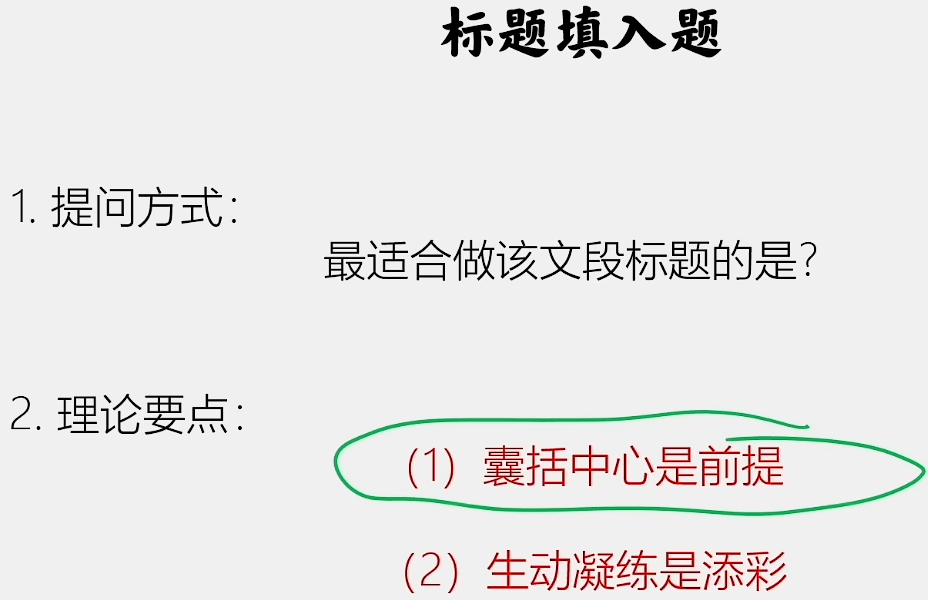 标题填入题
1. 提问方式：
最适合做该文段标题的是？
2. 理论要点：
（1）囊括中心是前提
（2）生动凝练是添彩